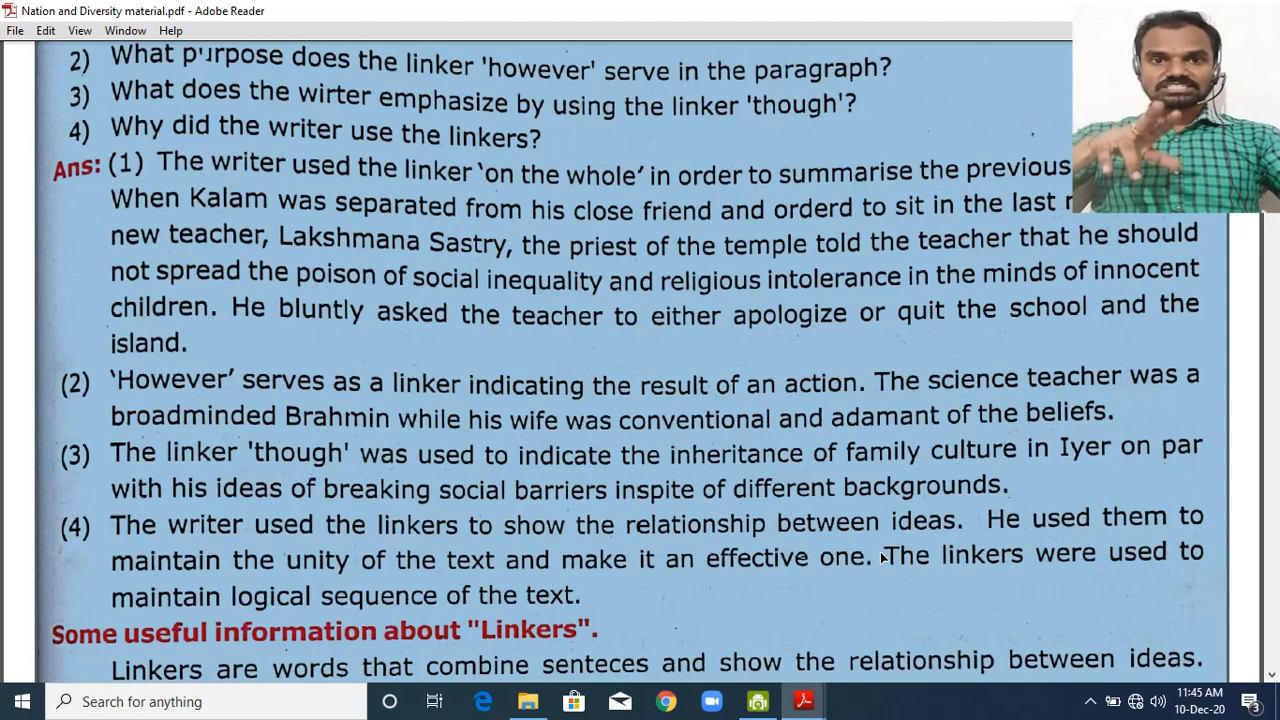 Nation and Diversity material.pdf - Adobe Reader
File Edit View Window Help
2) What purpose does the linker 'however' serve in the paragraph?
3) What does the wirter emphasize by using the linker 'though'?
4) Why did the writer use the linkers?
Ans: (1) The writer used the linker ‘on the whole’ in order to summarise the previous
When Kalam was separated from his close friend and orderd to sit in the last
new teacher, Lakshmana Sastry, the priest of the temple told the teacher that he should
not spread the poison of social inequality and religious intolerance in the minds of innocent
children. He bluntly asked the teacher to either apologize or quit the school and the
island.
(2) ‘However’ serves as a linker indicating the result of an action. The science teacher was a
broadminded Brahmin while his wife was conventional and adamant of the beliefs.
(3) The linker 'though' was used to indicate the inheritance of family culture in Iyer on par
with his ideas of breaking social barriers inspite of different backgrounds.
(4) The writer used the linkers to show the relationship between ideas. He used them to
maintain the unity of the text and make it an effective one. The linkers were used to
maintain logical sequence of the text.
Some useful information about "Linkers".
Linkers are words that combine senteces and show the relationship between ideas.
Search for anything
11:45 AM
10-Dec-20
3